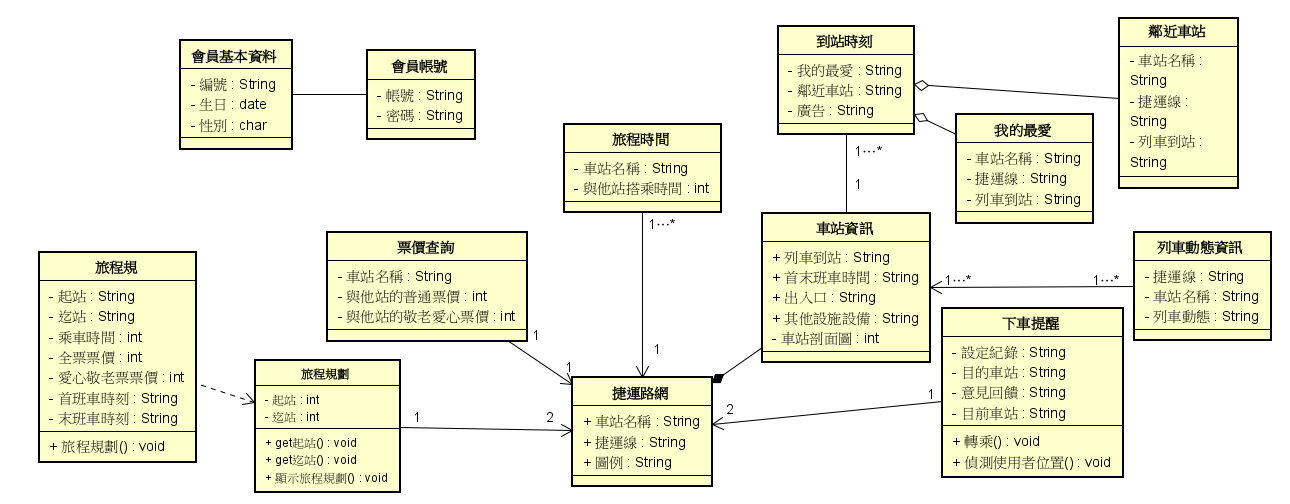 會員基本資料
- 編號 : String
- 生日 : date
- 性別 : char
會員帳號
- 帳號 : String
- 密碼 : String
到站時刻
- 我的最愛 : String
- 鄰近車站 : String
- 廣告 : String
鄰近車站
- 車站名稱 :
String
- 捷運線 :
String
- 列車到站 :
String
我的最愛
- 車站名稱 : String
- 捷運線 : String
- 列車到站 : String
旅程時間
- 車站名稱 : String
- 與他站搭乘時間 : int
1…*
1
1…*
1
車站資訊
+ 列車到站 : String
+ 首末班車時間 : String
+ 出入口 : String
+ 其他設施設備 : String
- 車站剖面圖 : int
1…*
1…*
列車動態資訊
- 捷運線 : String
- 車站名稱 : String
- 列車動態 : String
票價查詢
- 車站名稱 : String
- 與他站的普通票價 : int
- 與他站的敬老愛心票價 : int
1
1
旅程規
- 起站 : String
- 迄站 : String
- 乘車時間 : int
- 全票票價 : int
- 愛心敬老票票價 : int
- 首班車時刻 : String
- 末班車時刻 : String
+ 旅程規劃() : void
旅程規劃
- 起站 : int
- 迄站 : int
+ get起站() : void
+ get迄站() : void
+ 顯示旅程規劃() : void
1
2
捷運路網
+ 車站名稱 : String
+ 捷運線 : String
+ 圖例 : String
2
1
下車提醒
- 設定紀錄 : String
- 目的車站 : String
- 意見回饋 : String
- 目前車站 : String
+ 轉乘() : void
+ 偵測使用者位置() : void